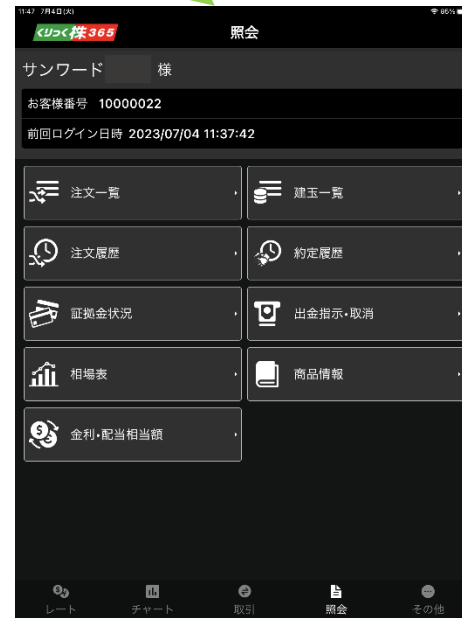 11:47 7月4日(火) 85%
くりっく株365 照会
サンワード 様
お客様番号 10000022
前回ログイン日時 2023/07/04 11:37:42
注文一覧 建玉一覧
注文履歴 約定履歴
証拠金状況 出金指示・取消
相場表 商品情報
金利・配当相当額
レート チャート 取引 照会 その他